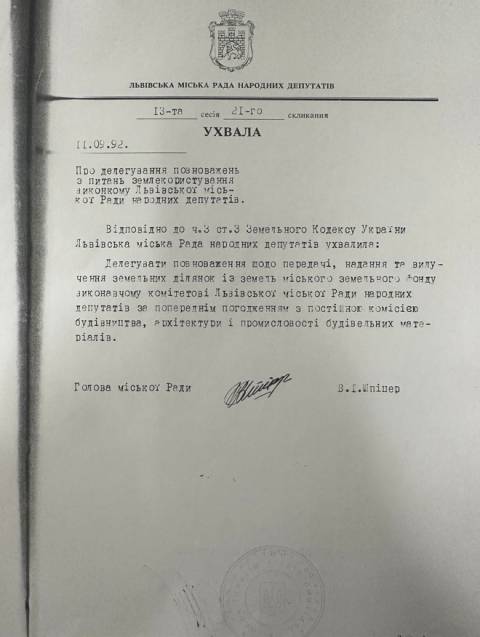 ЛЬВІВСЬКА МІСЬКА РАДА НАРОДНИХ ДЕПУТАТІВ
13-та сесія 21-го скликання
УХВАЛА
11.09.92.
Про делегування повноважень
з питань землекористування
виконкому Львівської місь-
кої Ради народних депутатів.
Відповідно до ч.3 ст.3 Земельного Кодексу України
Львівська міська Рада народних депутатів ухвалила:
Делегувати повноваження щодо передачі, надання та вилу-
чення земельних ділянок із земель міського земельного фонду
виконавчому комітетові Львівської міської Ради народних
депутатів за попереднім погодженням з постійною комісією
будівництва, архітектури і промисловості будівельних мате-
ріалів.
Голова міської Ради В.І.Шпіцер